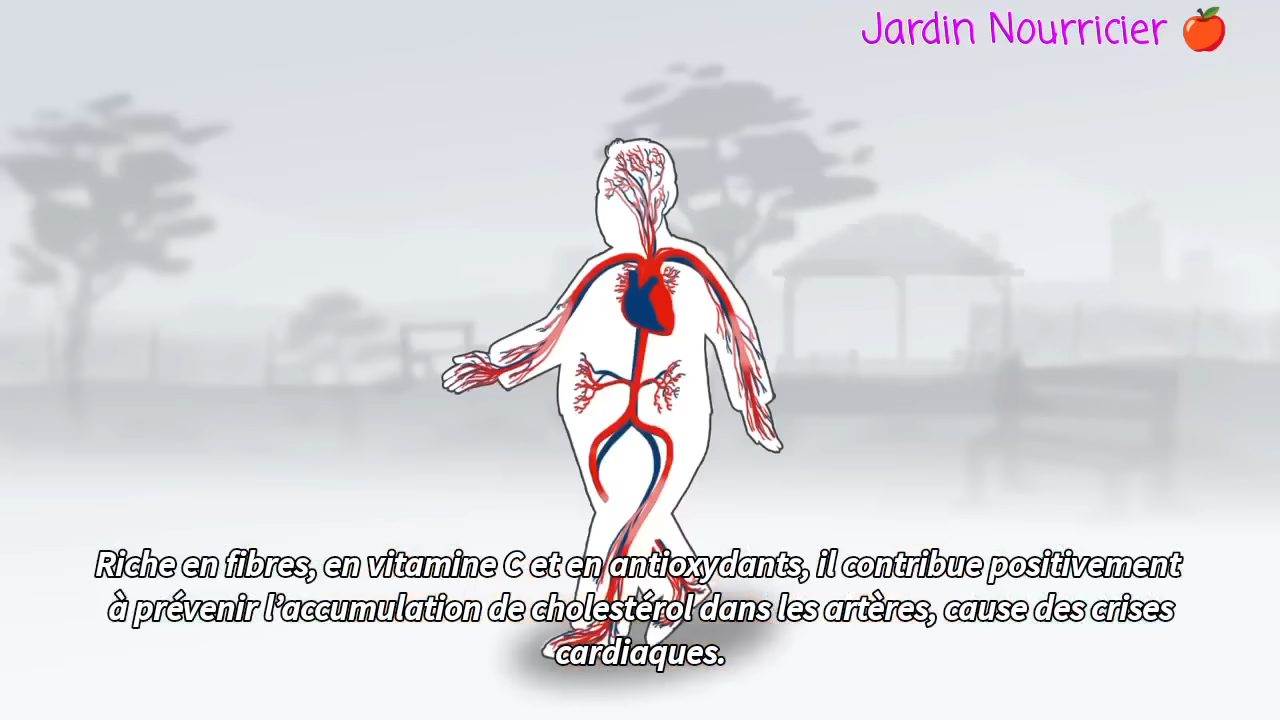 Jardin Nourricier 🍎
Riche en fibres, en vitamine C et en antioxydants, il contribue positivement
à prévenir l’accumulation de cholestérol dans les artères, cause des crises
cardiaques.